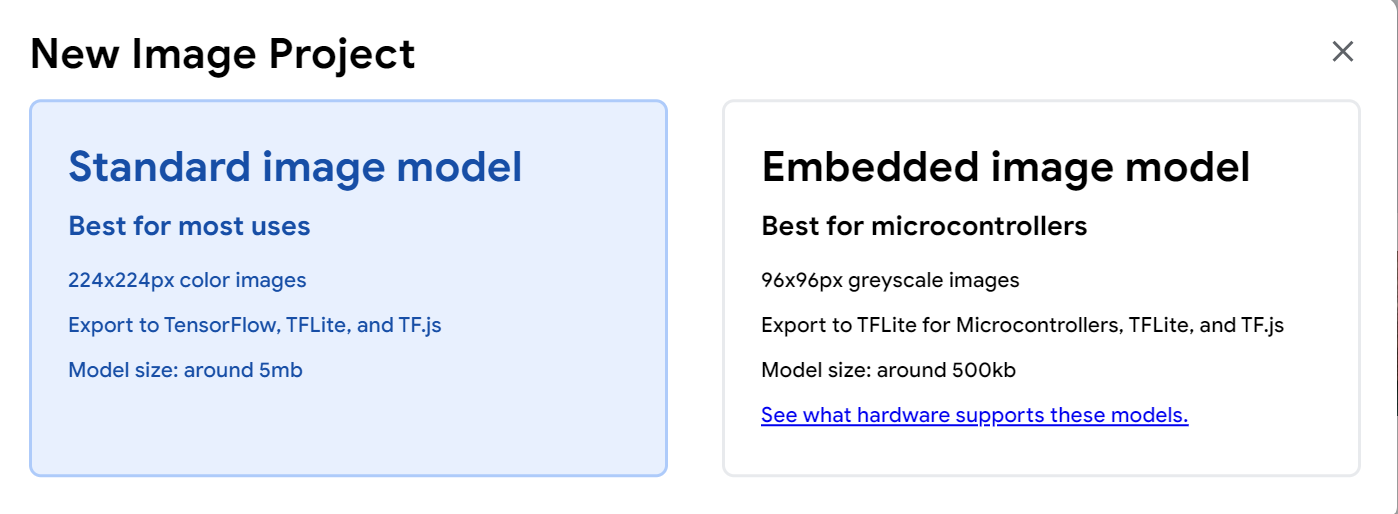 New Image Project
Standard image model
Best for most uses
224x224px color images
Export to TensorFlow, TFLite, and TF.js
Model size: around 5mb
Embedded image model
Best for microcontrollers
96x96px greyscale images
Export to TFLite for Microcontrollers, TFLite, and TF.js
Model size: around 500kb
See what hardware supports these models.